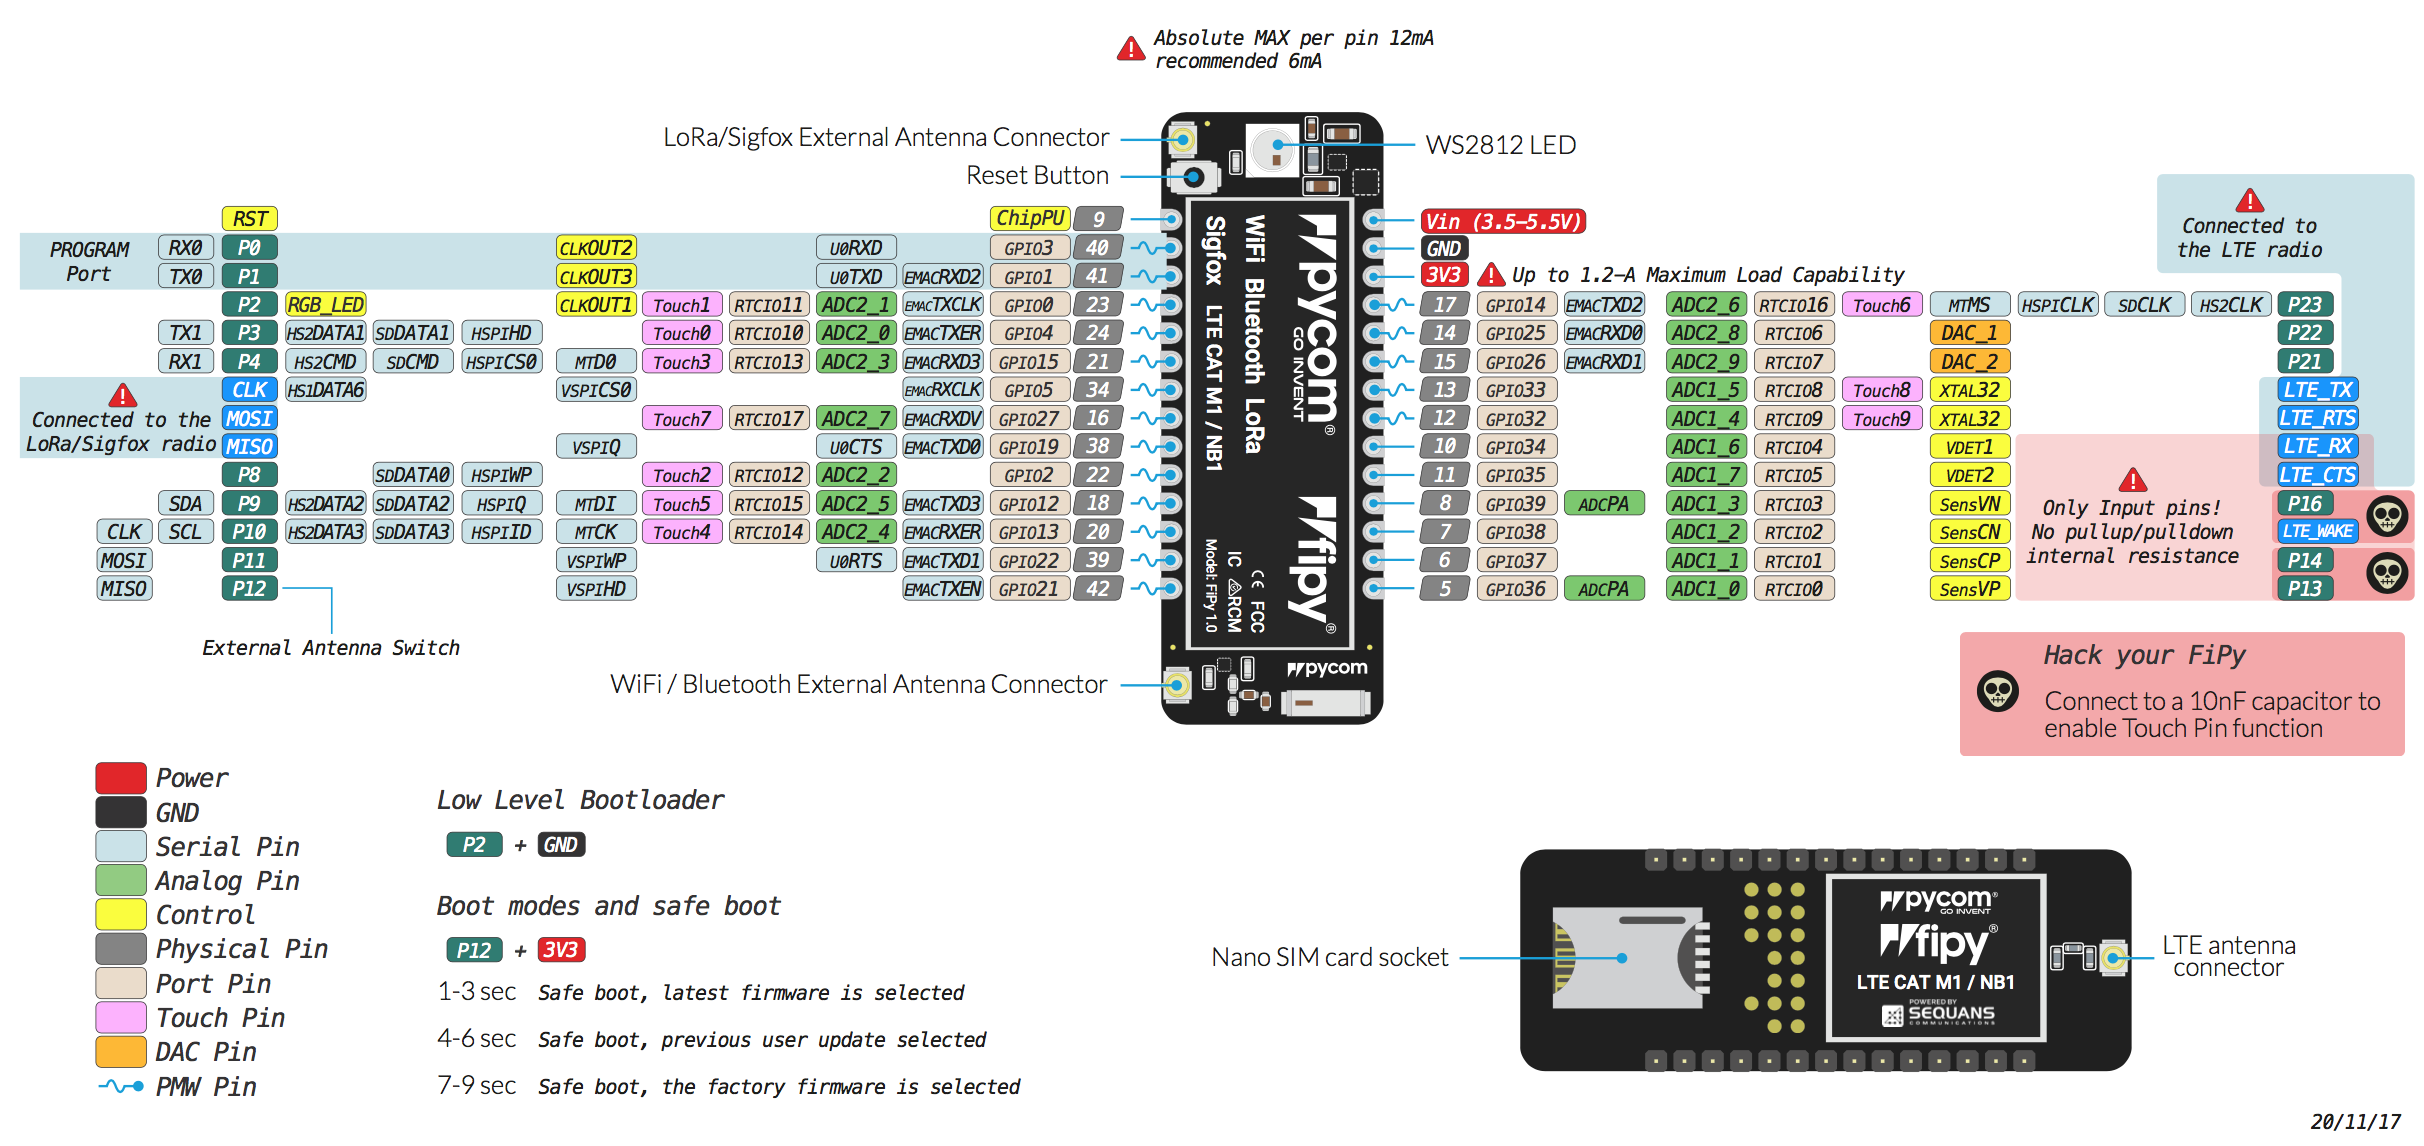 Absolute MAX per pin 12mA
recommended 6mA
LoRa/Sigfox External Antenna Connector
WS2812 LED
Reset Button
RST ChipPU 9 Vin (3.5–5.5V)
PROGRAM
Port
RX0 P0 CLKOUT2 U0RXD GPIO3 40 GND
TX0 P1 CLKOUT3 U0TXD EMACRXD2 GPIO1 41 3V3 Up to 1.2–A Maximum Load Capability
P2 RGB_LED CLKOUT1 Touch1 RTCIO11 ADC2_1 EMACTXCLK GPIO0 23 17 GPIO14 EMACTXD2 ADC2_6 RTCIO16 Touch6 MTMS HSPICLK SDCLK HS2CLK P23
TX1 P3 HS2DATA1 SDDATA1 HSPIHD Touch0 RTCIO10 ADC2_0 EMACTXER GPIO4 24 14 GPIO25 EMACRXD0 ADC2_8 RTCIO6 DAC_1 P22
RX1 P4 HS2CMD SDCMD HSPICS0 MTDO Touch3 RTCIO13 ADC2_3 EMACRXD3 GPIO15 21 15 GPIO26 EMACRXD1 ADC2_9 RTCIO7 DAC_2 P21
CLK HS1DATA6 VSPICS0 EMACRXCLK GPIO5 34 13 GPIO33 ADC1_5 RTCIO8 Touch8 XTAL32 LTE_TX
MOSI Touch7 RTCIO17 ADC2_7 EMACRXDV GPIO27 16 12 GPIO32 ADC1_4 RTCIO9 Touch9 XTAL32 LTE_RTS
MISO VSPIQ U0CTS EMACTXD0 GPIO19 38 10 GPIO34 ADC1_6 RTCIO4 VDET1 LTE_RX
P8 SDDATA0 HSPIWP Touch2 RTCIO12 ADC2_2 GPIO2 22 11 GPIO35 ADC1_7 RTCIO5 VDET2 LTE_CTS
SDA P9 HS2DATA2 SDDATA2 HSPIQ MTDI Touch5 RTCIO15 ADC2_5 EMACTXD3 GPIO12 18 8 GPIO39 ADCPA ADC1_3 RTCIO3 SensVN P16
CLK SCL P10 HS2DATA3 SDDATA3 HSPIID MTCK Touch4 RTCIO14 ADC2_4 EMACRXER GPIO13 20 7 GPIO38 ADC1_2 RTCIO2 SensCN LTE_WAKE
MOSI P11 VSPIWP U0RTS EMACTXD1 GPIO22 39 6 GPIO37 ADC1_1 RTCIO1 SensCP P14
MISO P12 VSPIHD EMACTXEN GPIO21 42 5 GPIO36 ADCPA ADC1_0 RTCIO0 SensVP P13
Connected to the
LoRa/Sigfox radio
Connected to
the LTE radio
Only Input pins!
No pullup/pulldown
internal resistance
pycom®
GO INVENT
WiFi Bluetooth LoRa
Sigfox LTE CAT M1 / NB1
fipy®
CE FCC
IC RCM
Model: FiPy 1.0
pycom
External Antenna Switch
WiFi / Bluetooth External Antenna Connector
Hack your FiPy
Connect to a 10nF capacitor to
enable Touch Pin function
Power
GND
Serial Pin
Analog Pin
Control
Physical Pin
Port Pin
Touch Pin
DAC Pin
PMW Pin
Low Level Bootloader
P2 + GND
Boot modes and safe boot
P12 + 3V3
1-3 sec Safe boot, latest firmware is selected
4-6 sec Safe boot, previous user update selected
7-9 sec Safe boot, the factory firmware is selected
Nano SIM card socket
pycom®
GO INVENT
fipy®
LTE CAT M1 / NB1
POWERED BY
SEQUANS
COMMUNICATIONS
LTE antenna
connector
20/11/17